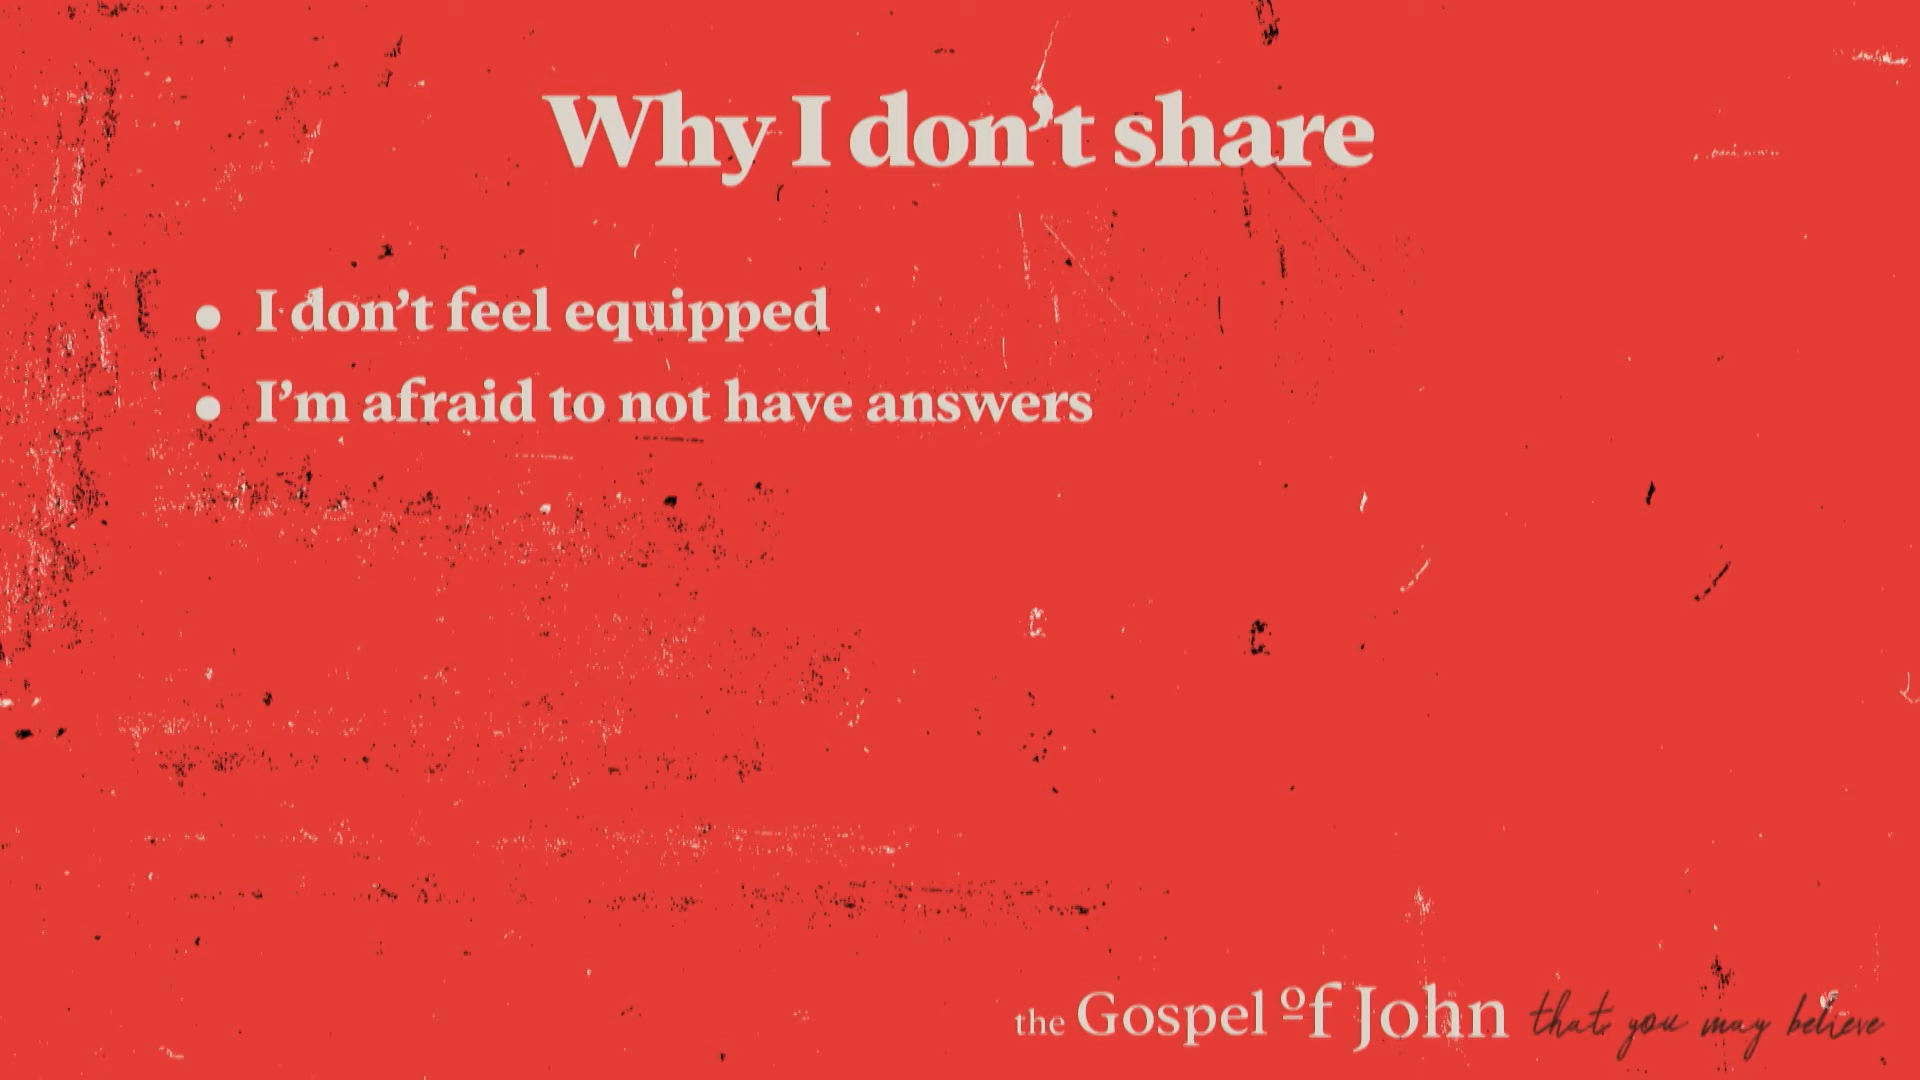 Why I don’t share
• I don’t feel equipped
• I’m afraid to not have answers
the Gospel of John that you may believe